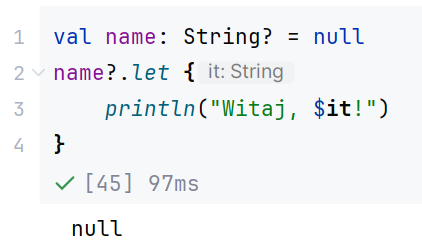 1 val name: String? = null
2 name?.let { it: String
3     println("Witaj, $it!")
4 }
[45] 97ms
null